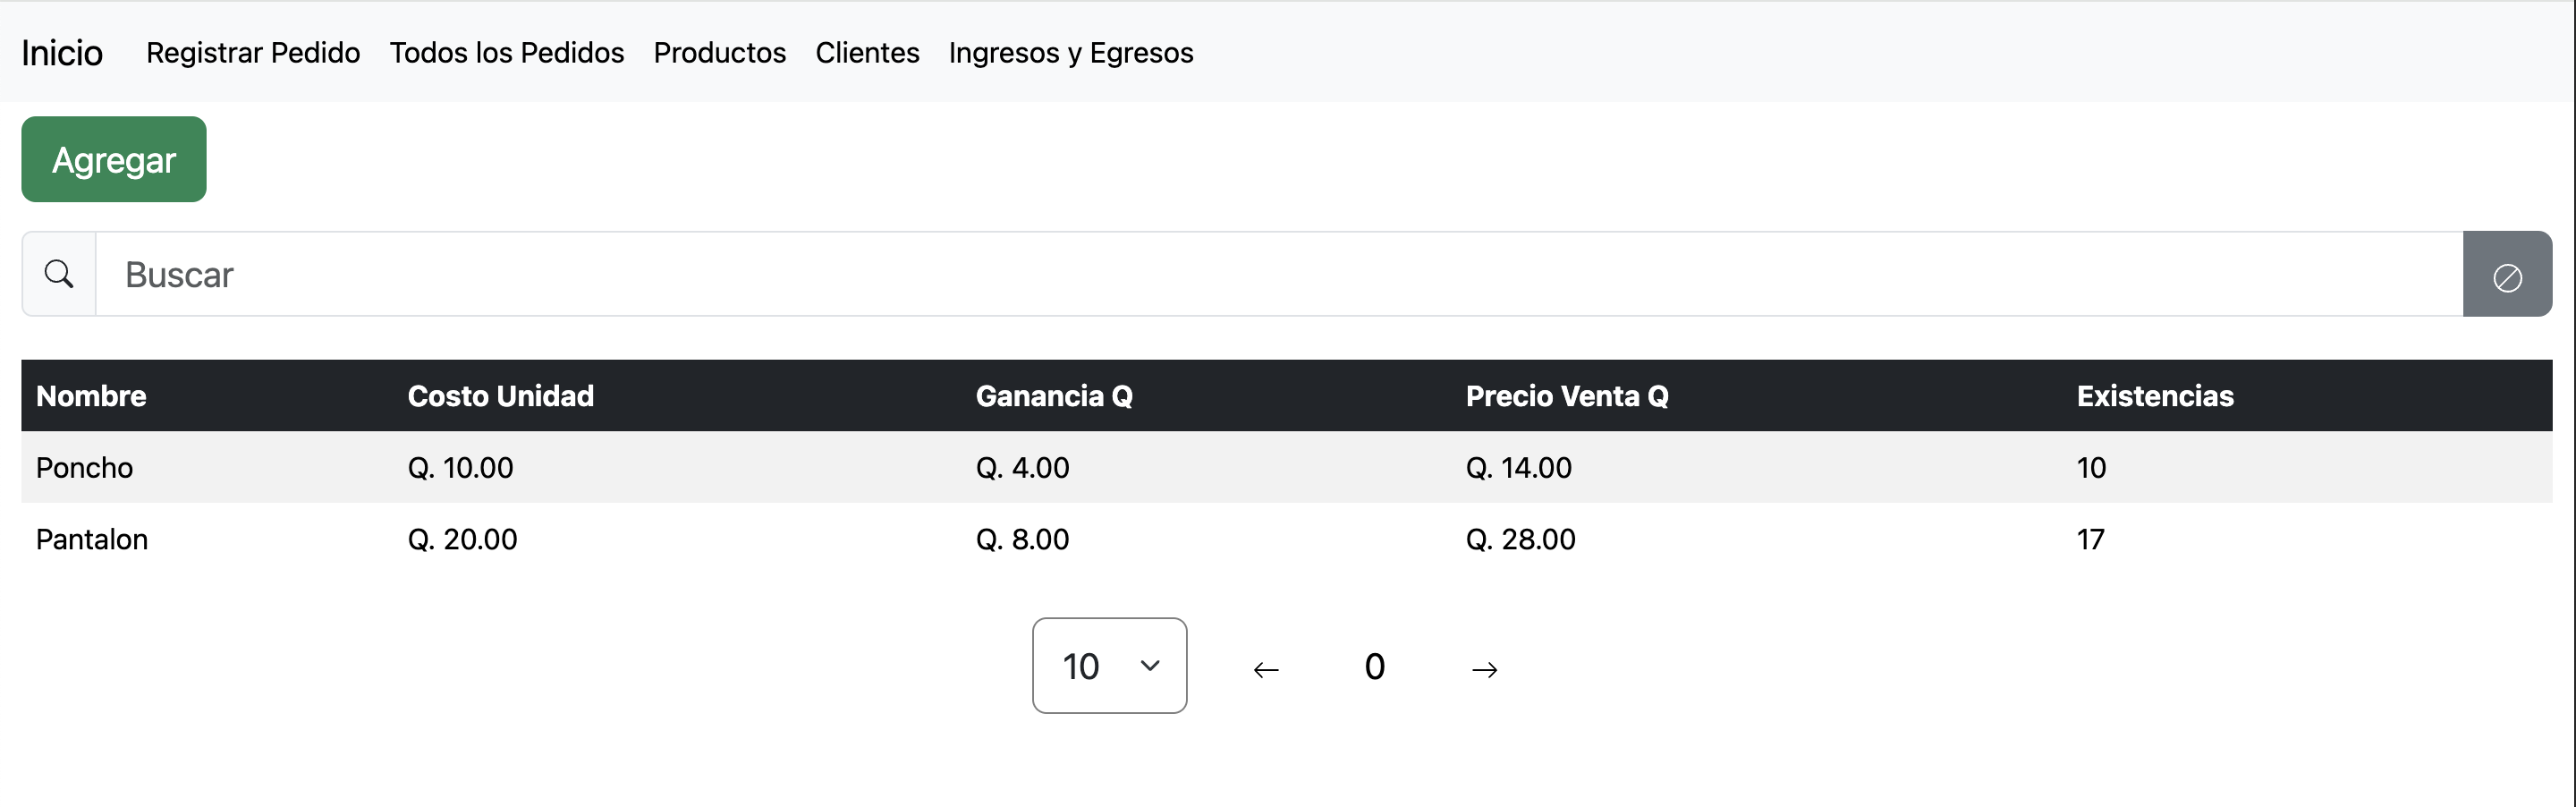 Inicio Registrar Pedido Todos los Pedidos Productos Clientes Ingresos y Egresos
Agregar
Buscar
Nombre Costo Unidad Ganancia Q Precio Venta Q Existencias
Poncho Q. 10.00 Q. 4.00 Q. 14.00 10
Pantalon Q. 20.00 Q. 8.00 Q. 28.00 17
10 ← 0 →